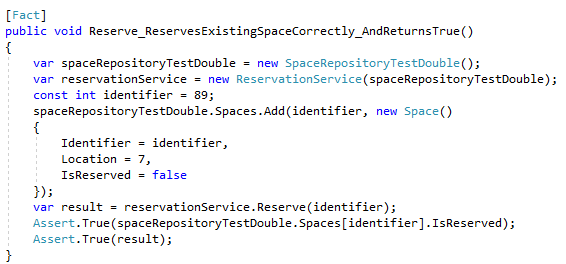 [Fact]
public void Reserve_ReservesExistingSpaceCorrectly_AndReturnsTrue()
{
    var spaceRepositoryTestDouble = new SpaceRepositoryTestDouble();
    var reservationService = new ReservationService(spaceRepositoryTestDouble);
    const int identifier = 89;
    spaceRepositoryTestDouble.Spaces.Add(identifier, new Space()
    {
        Identifier = identifier,
        Location = 7,
        IsReserved = false
    });
    var result = reservationService.Reserve(identifier);
    Assert.True(spaceRepositoryTestDouble.Spaces[identifier].IsReserved);
    Assert.True(result);
}